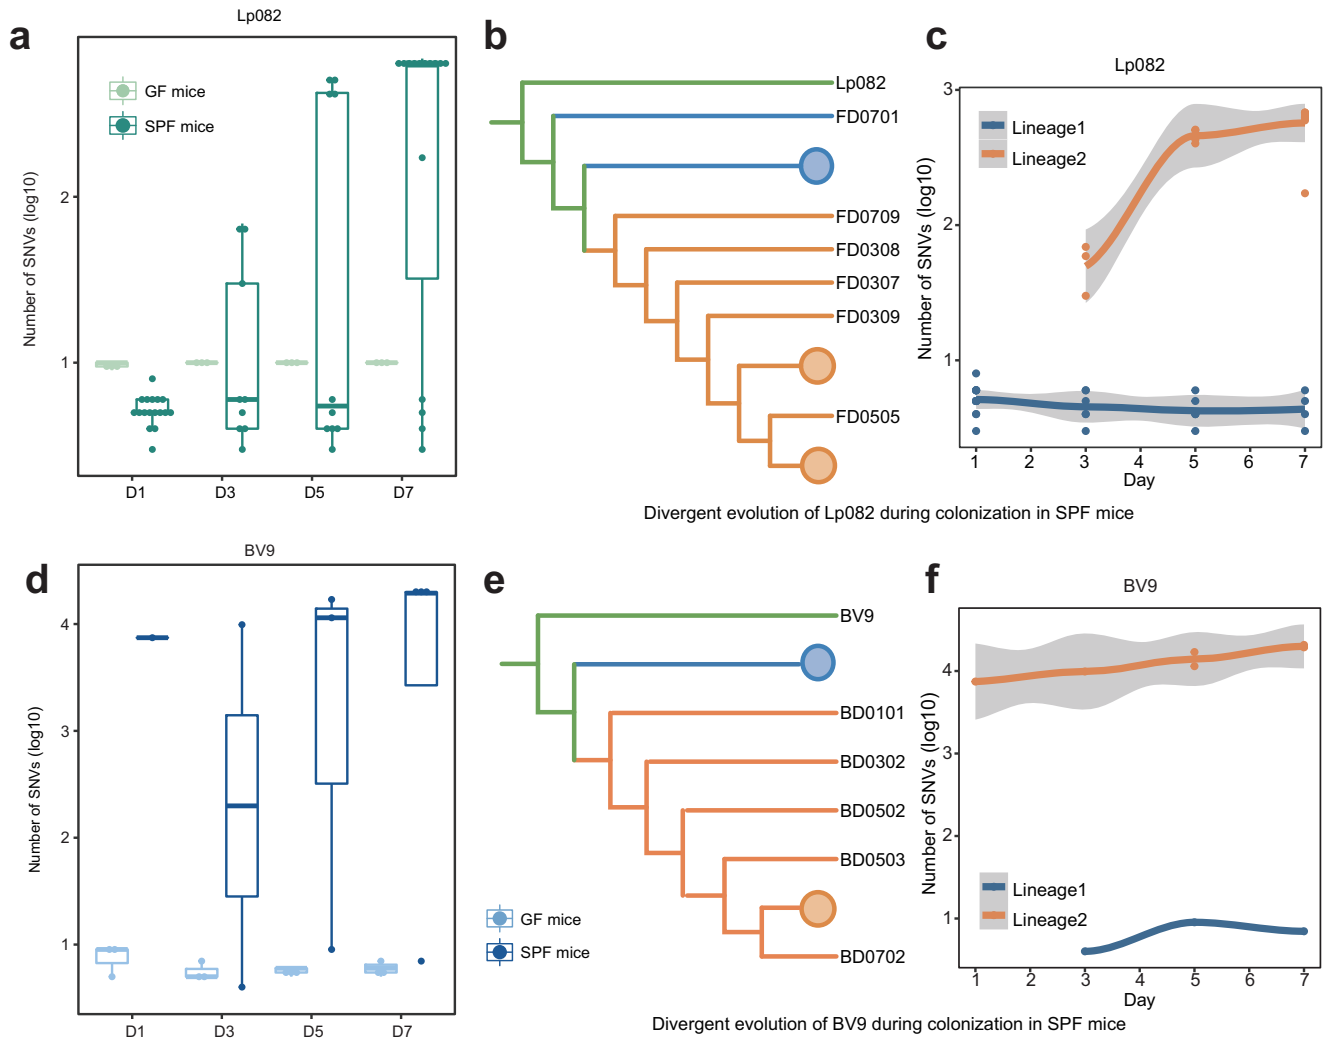 a
Lp082
GF mice
SPF mice
Number of SNVs (log10)
2
1
D1
D3
D5
D7
b
Lp082
FD0701
FD0709
FD0308
FD0307
FD0309
FD0505
c
Lp082
Lineage1
Lineage2
Number of SNVs (log10)
3
2
1
1
2
3
4
5
6
7
Day
Divergent evolution of Lp082 during colonization in SPF mice
d
BV9
Number of SNVs (log10)
4
3
2
1
D1
D3
D5
D7
e
BV9
BD0101
BD0302
BD0502
BD0503
BD0702
GF mice
SPF mice
f
BV9
Number of SNVs (log10)
4
3
2
1
Lineage1
Lineage2
1
2
3
4
5
6
7
Day
Divergent evolution of BV9 during colonization in SPF mice